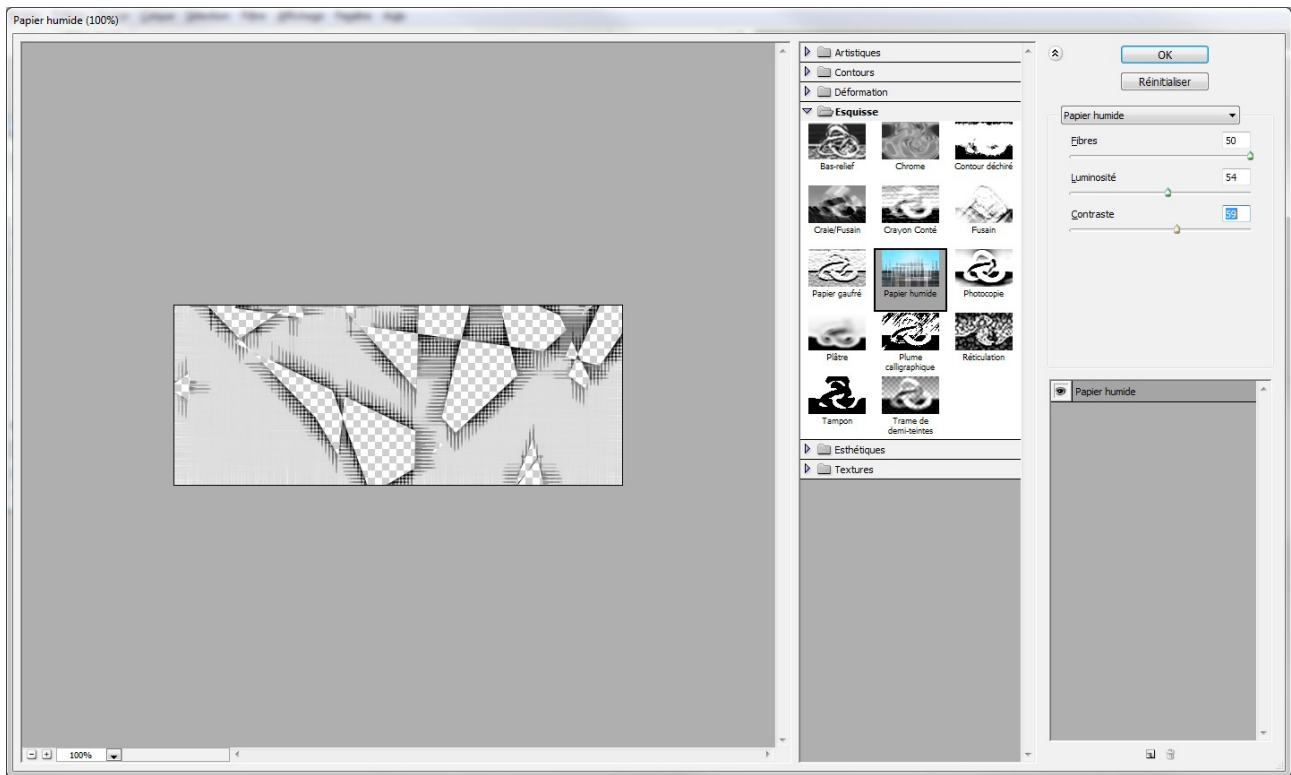 Papier humide (100%)
Artistiques
Contours
Déformation
Esquisse
Bas-relief
Chrome
Contour déchiré
Craie/Fusain
Crayon Conté
Fusain
Papier gaufré
Papier humide
Photocopie
Plâtre
Plume
calligraphique
Réticulation
Tampon
Trame de
demi-teintes
Esthétiques
Textures
OK
Réinitialiser
Papier humide
Fibres 50
Luminosité 54
Contraste 59
Papier humide
100%